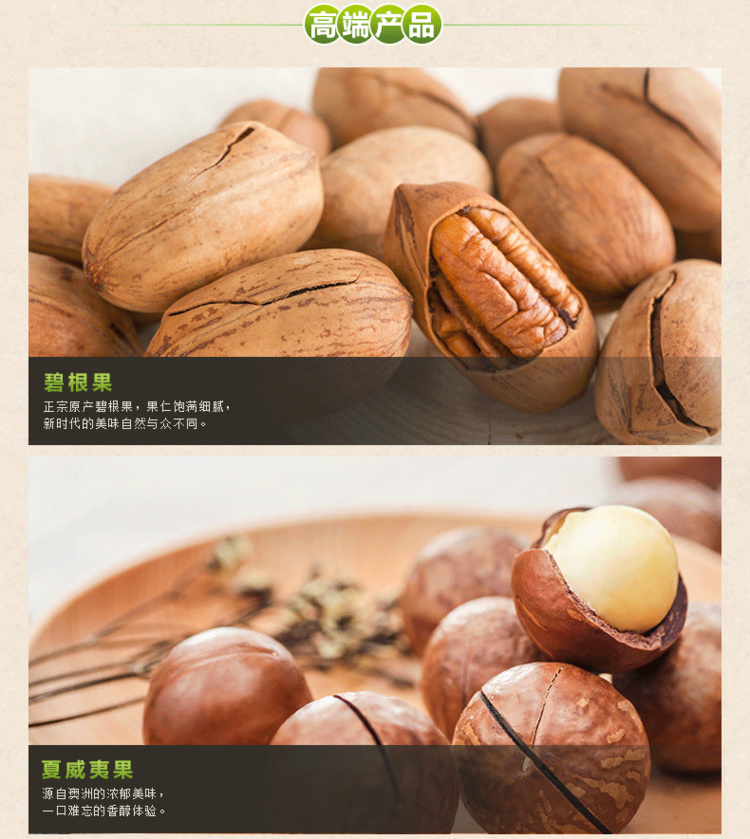 高端产品
碧根果
正宗原产碧根果，果仁饱满细腻，
新时代的美味自然与众不同。
夏威夷果
源自澳洲的浓郁美味，
一口难忘的香醇体验。